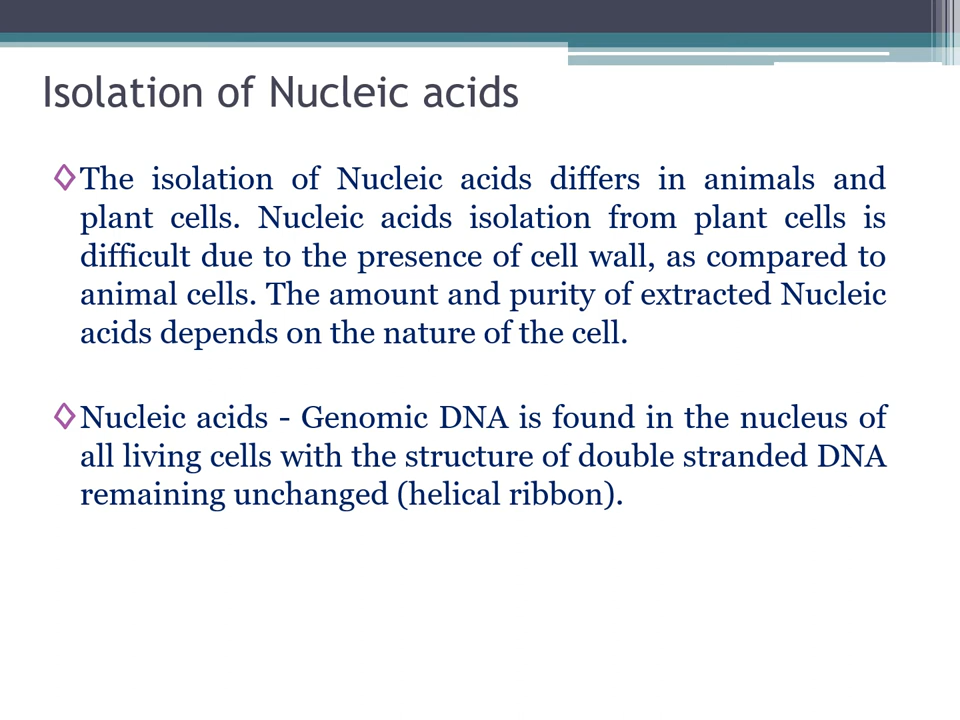 Isolation of Nucleic acids
The isolation of Nucleic acids differs in animals and
plant cells. Nucleic acids isolation from plant cells is
difficult due to the presence of cell wall, as compared to
animal cells. The amount and purity of extracted Nucleic
acids depends on the nature of the cell.
Nucleic acids - Genomic DNA is found in the nucleus of
all living cells with the structure of double stranded DNA
remaining unchanged (helical ribbon).